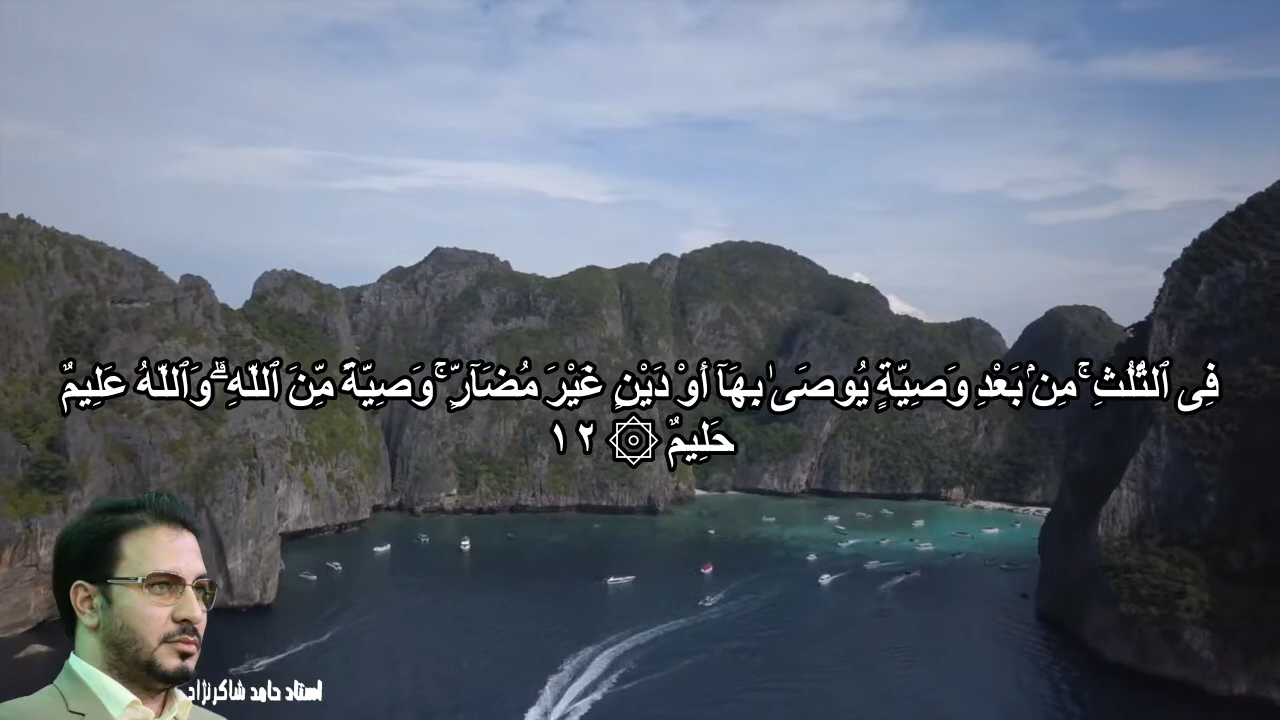 فِى ٱلثُّلُثِ ۚ مِنۢ بَعْدِ وَصِيَّةٍ يُوصَىٰ بِهَآ أَوْ دَيْنٍ غَيْرَ مُضَآرٍّ ۚ وَصِيَّةً مِّنَ ٱللَّهِ ۗ وَٱللَّهُ عَلِيمٌ
حَلِيمٌ ۞ ١٢
استاد حامد شاکرنژاد